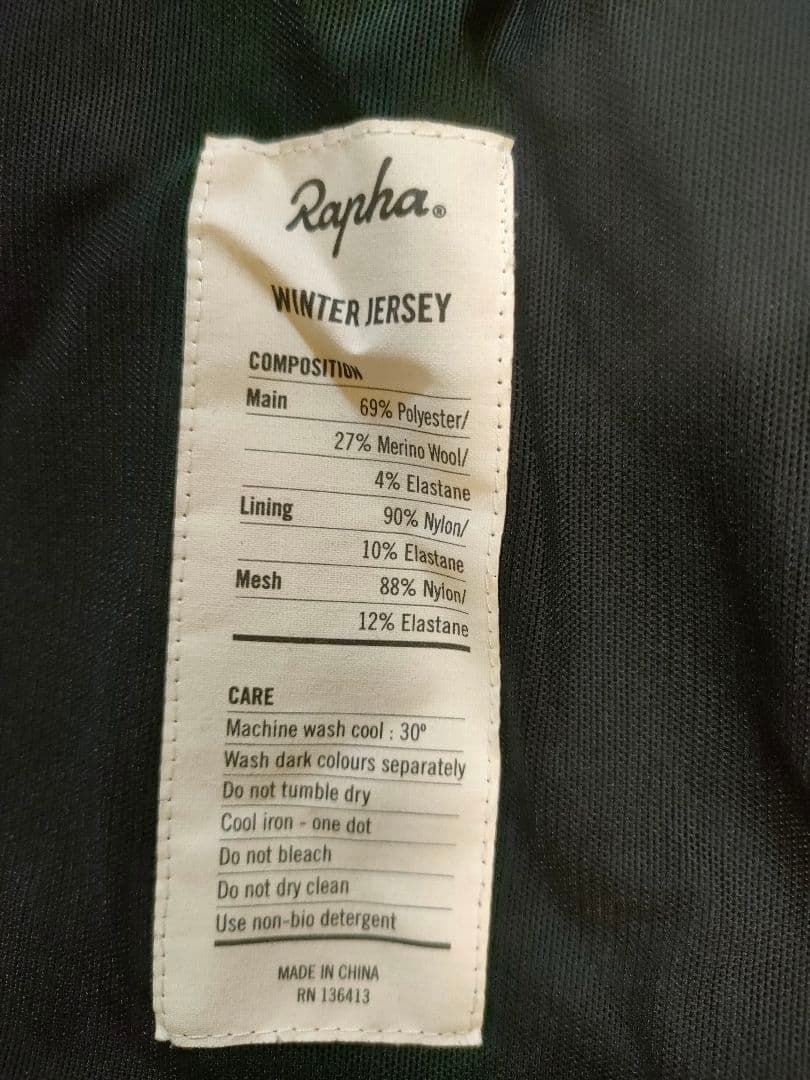 Rapha®
WINTER JERSEY
COMPOSITION
Main 69% Polyester/
27% Merino Wool/
4% Elastane
Lining 90% Nylon/
10% Elastane
Mesh 88% Nylon/
12% Elastane
CARE
Machine wash cool : 30º
Wash dark colours separately
Do not tumble dry
Cool iron - one dot
Do not bleach
Do not dry clean
Use non-bio detergent
MADE IN CHINA
RN 136413